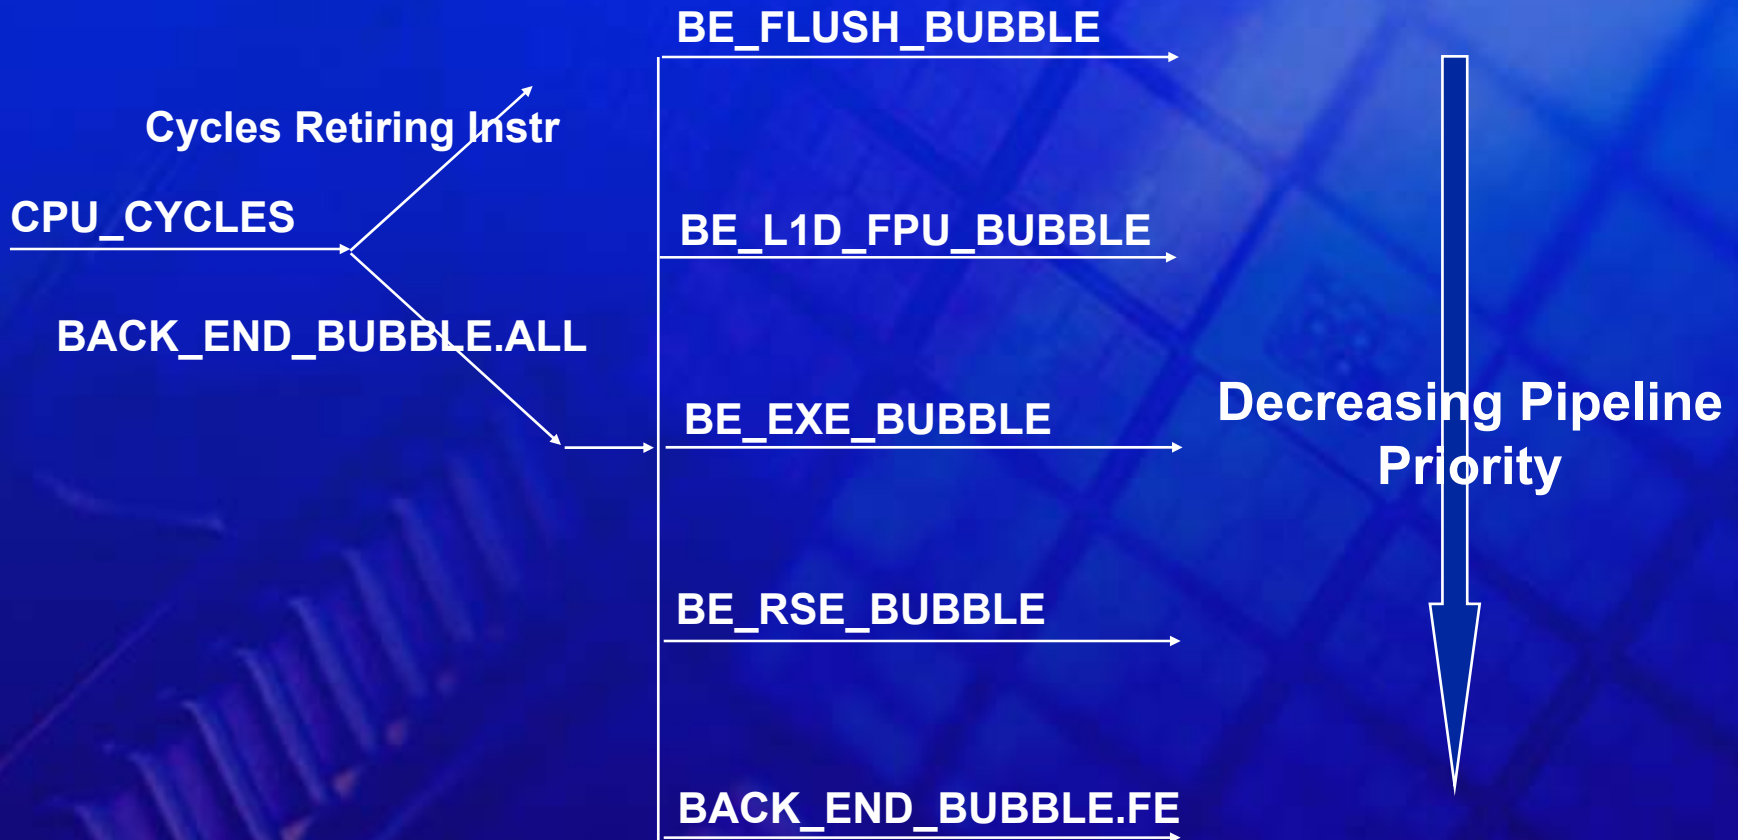 BE_FLUSH_BUBBLE
Cycles Retiring Instr
CPU_CYCLES
BE_L1D_FPU_BUBBLE
BACK_END_BUBBLE.ALL
BE_EXE_BUBBLE
Decreasing Pipeline
Priority
BE_RSE_BUBBLE
BACK_END_BUBBLE.FE